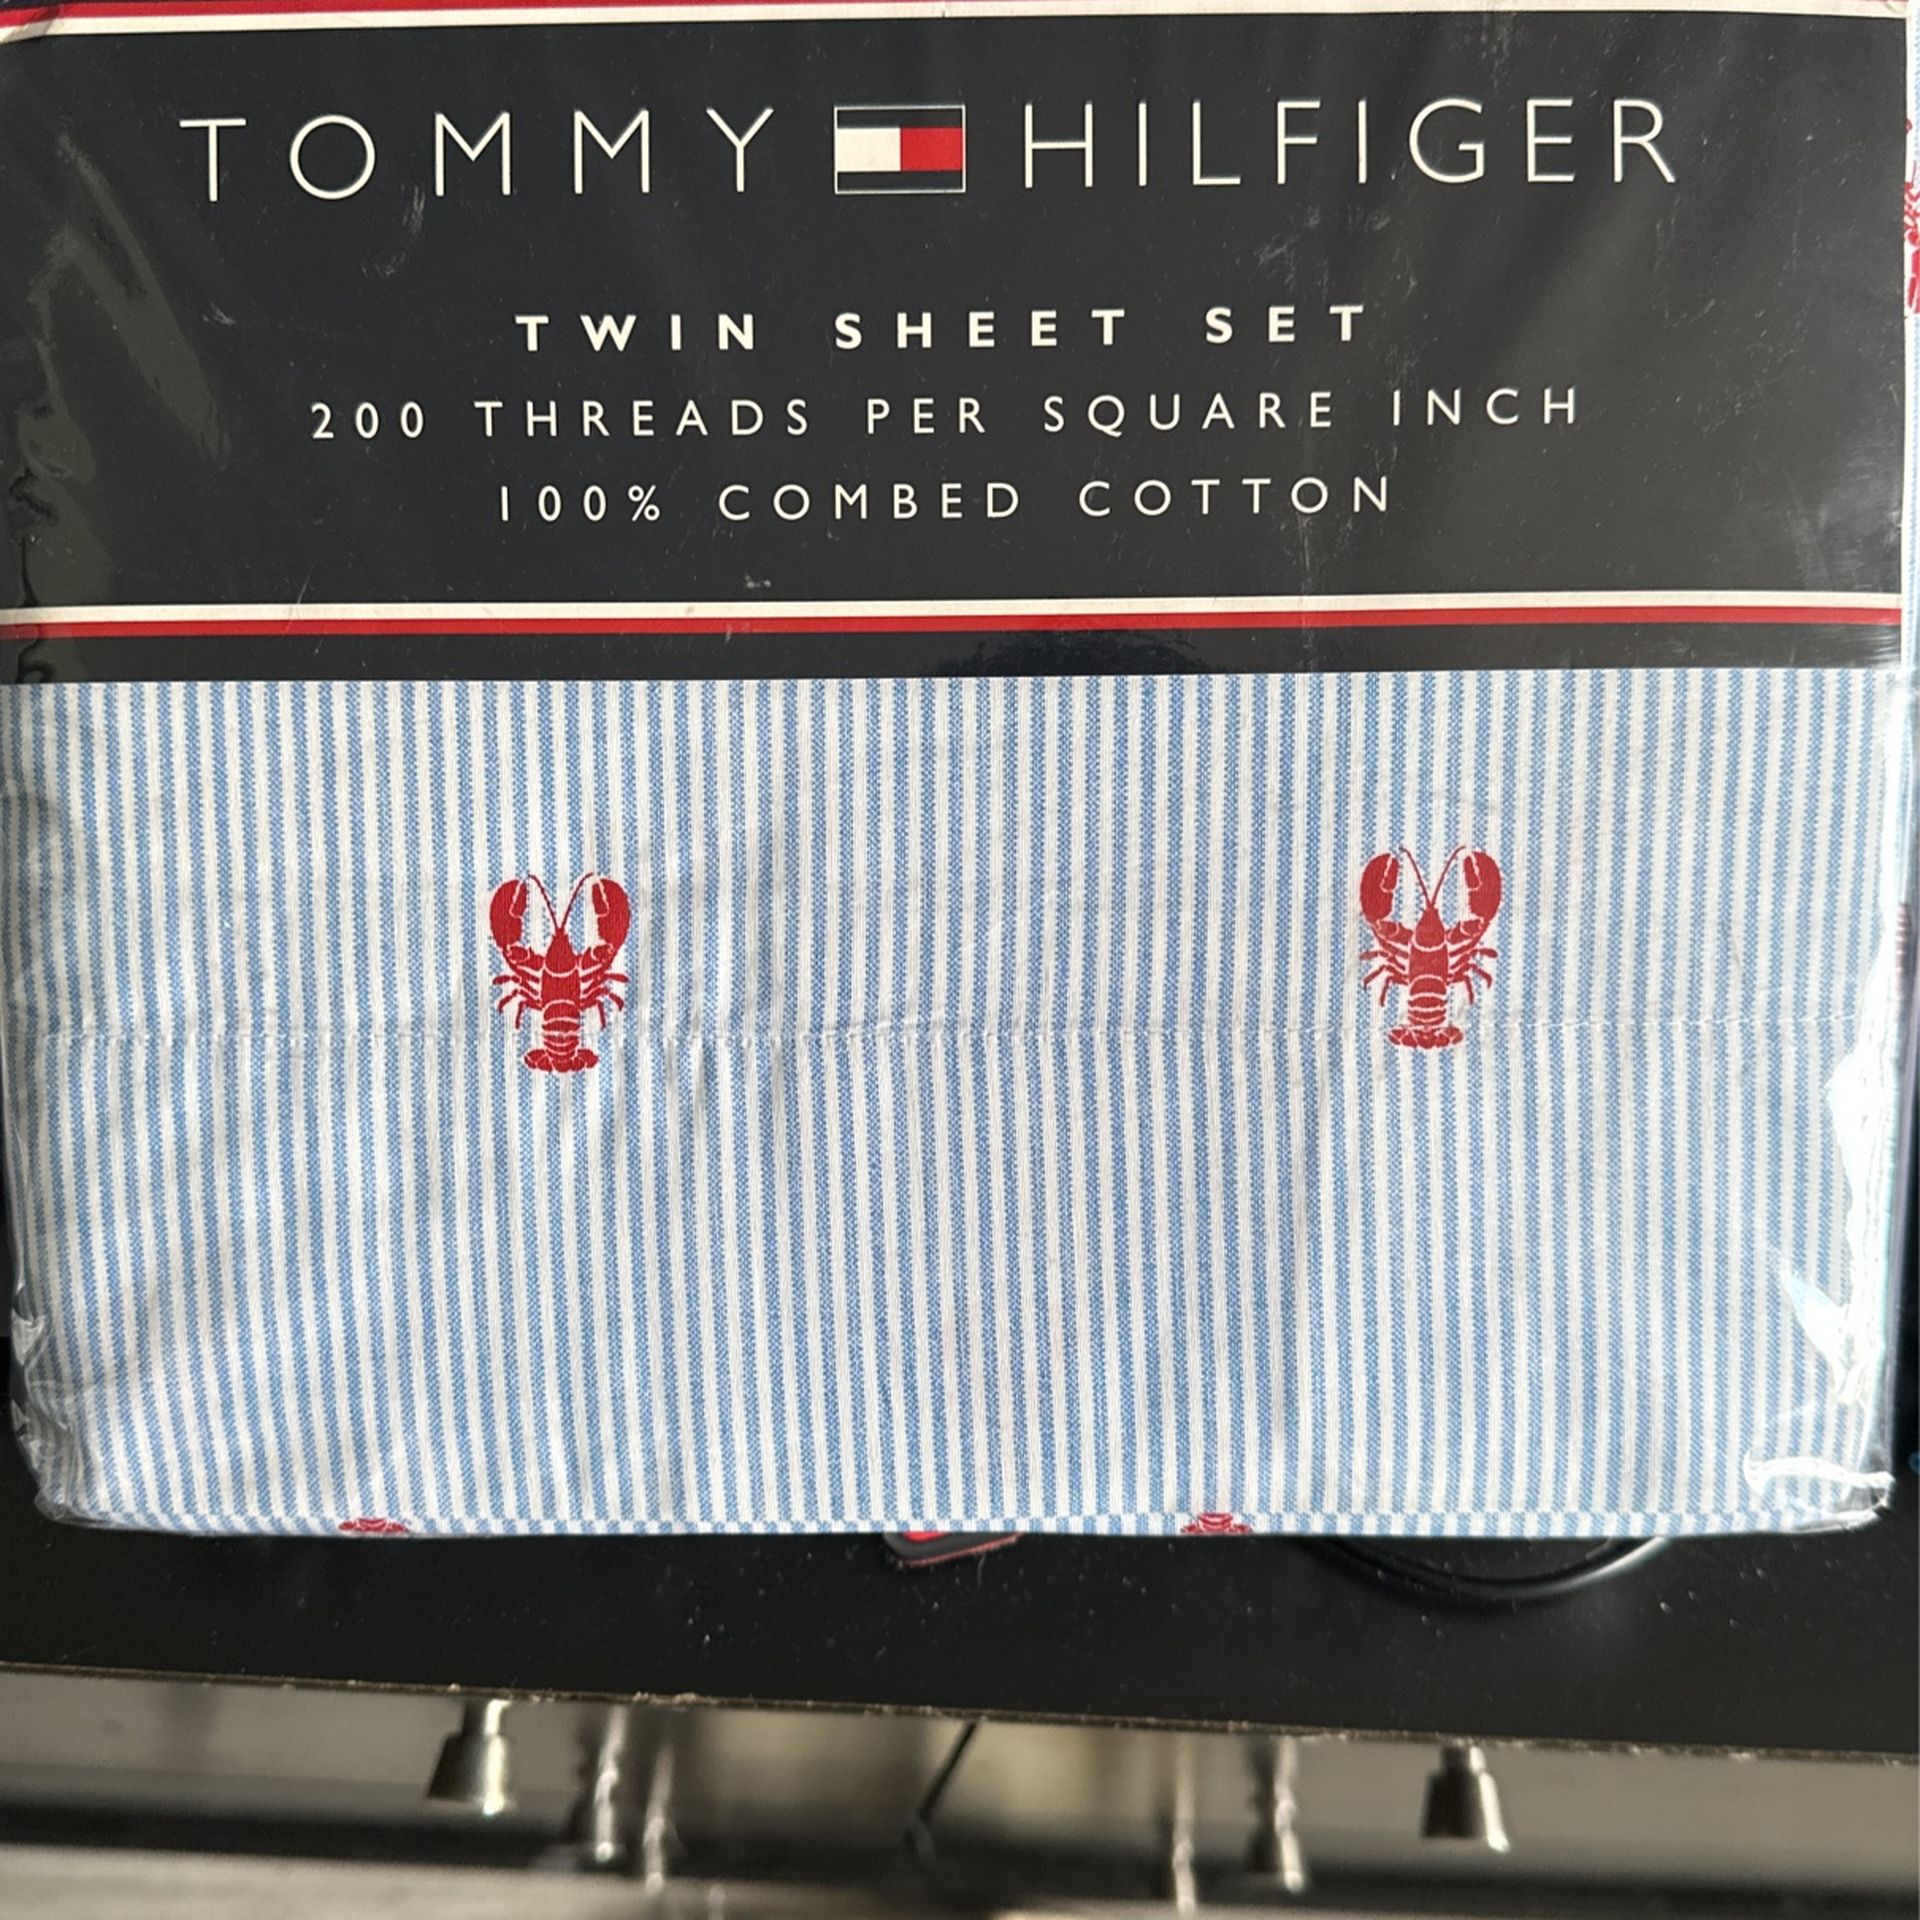 TOMMY HILFIGER
TWIN SHEET SET
200 THREADS PER SQUARE INCH
100% COMBED COTTON